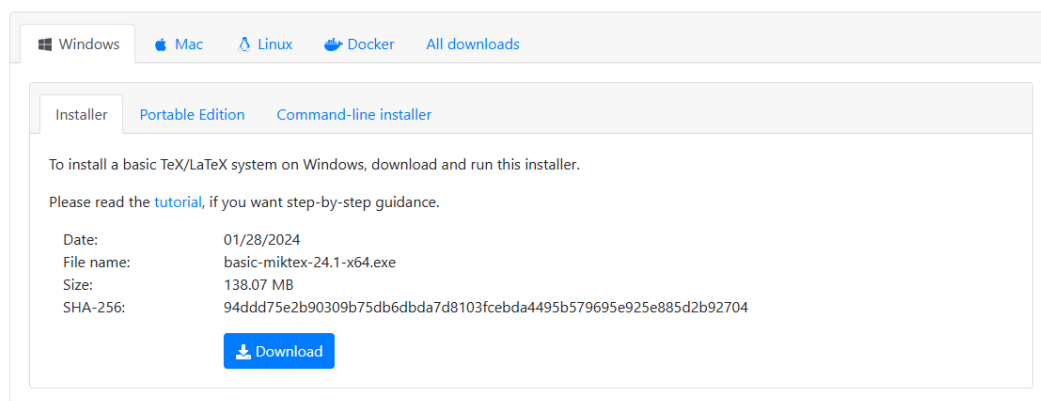 Windows Mac Linux Docker All downloads
Installer Portable Edition Command-line installer
To install a basic TeX/LaTeX system on Windows, download and run this installer.
Please read the tutorial, if you want step-by-step guidance.
Date: 01/28/2024
File name: basic-miktex-24.1-x64.exe
Size: 138.07 MB
SHA-256: 94ddd75e2b90309b75db6dbda7d8103fcebda4495b579695e925e885d2b92704
Download